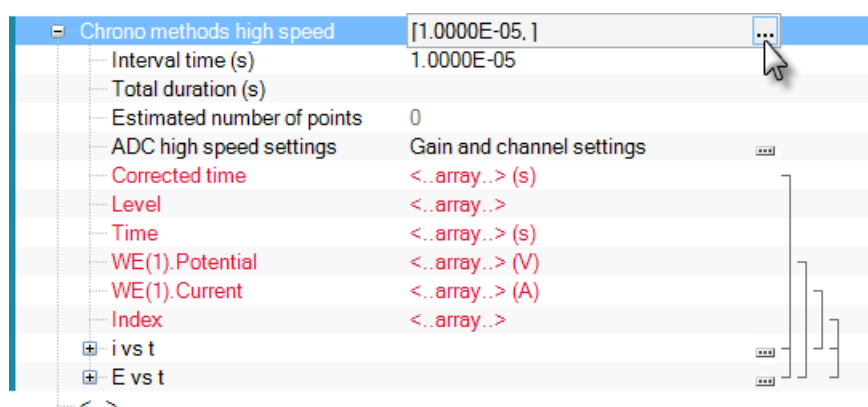 Chrono methods high speed [1.0000E-05, ] ...
Interval time (s) 1.0000E-05
Total duration (s)
Estimated number of points 0
ADC high speed settings Gain and channel settings ...
Corrected time <..array..> (s)
Level <..array..>
Time <..array..> (s)
WE(1).Potential <..array..> (V)
WE(1).Current <..array..> (A)
Index <..array..>
i vs t ...
E vs t ...